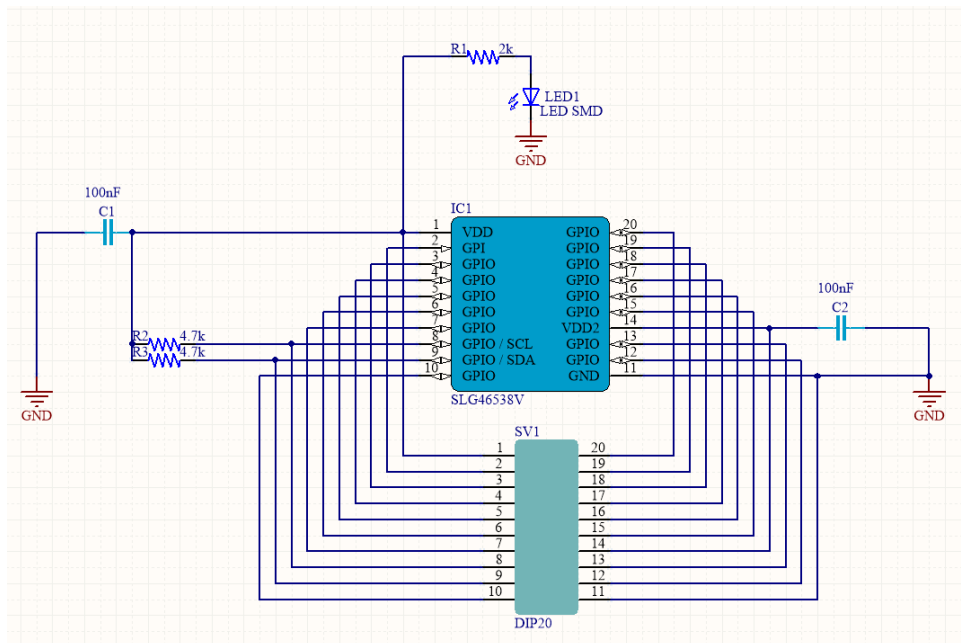 R1 2k
LED1
LED SMD
GND
100nF
C1
IC1
1 VDD GPIO 20
2 GPI GPIO 19
3 GPIO GPIO 18
4 GPIO GPIO 17
5 GPIO GPIO 16
6 GPIO GPIO 15
7 GPIO VDD2 14
8 GPIO / SCL GPIO 13
9 GPIO / SDA GPIO 12
10 GPIO GND 11
SLG46538V
100nF
C2
R2 4.7k
R3 4.7k
GND
GND
SV1
1 20
2 19
3 18
4 17
5 16
6 15
7 14
8 13
9 12
10 11
DIP20